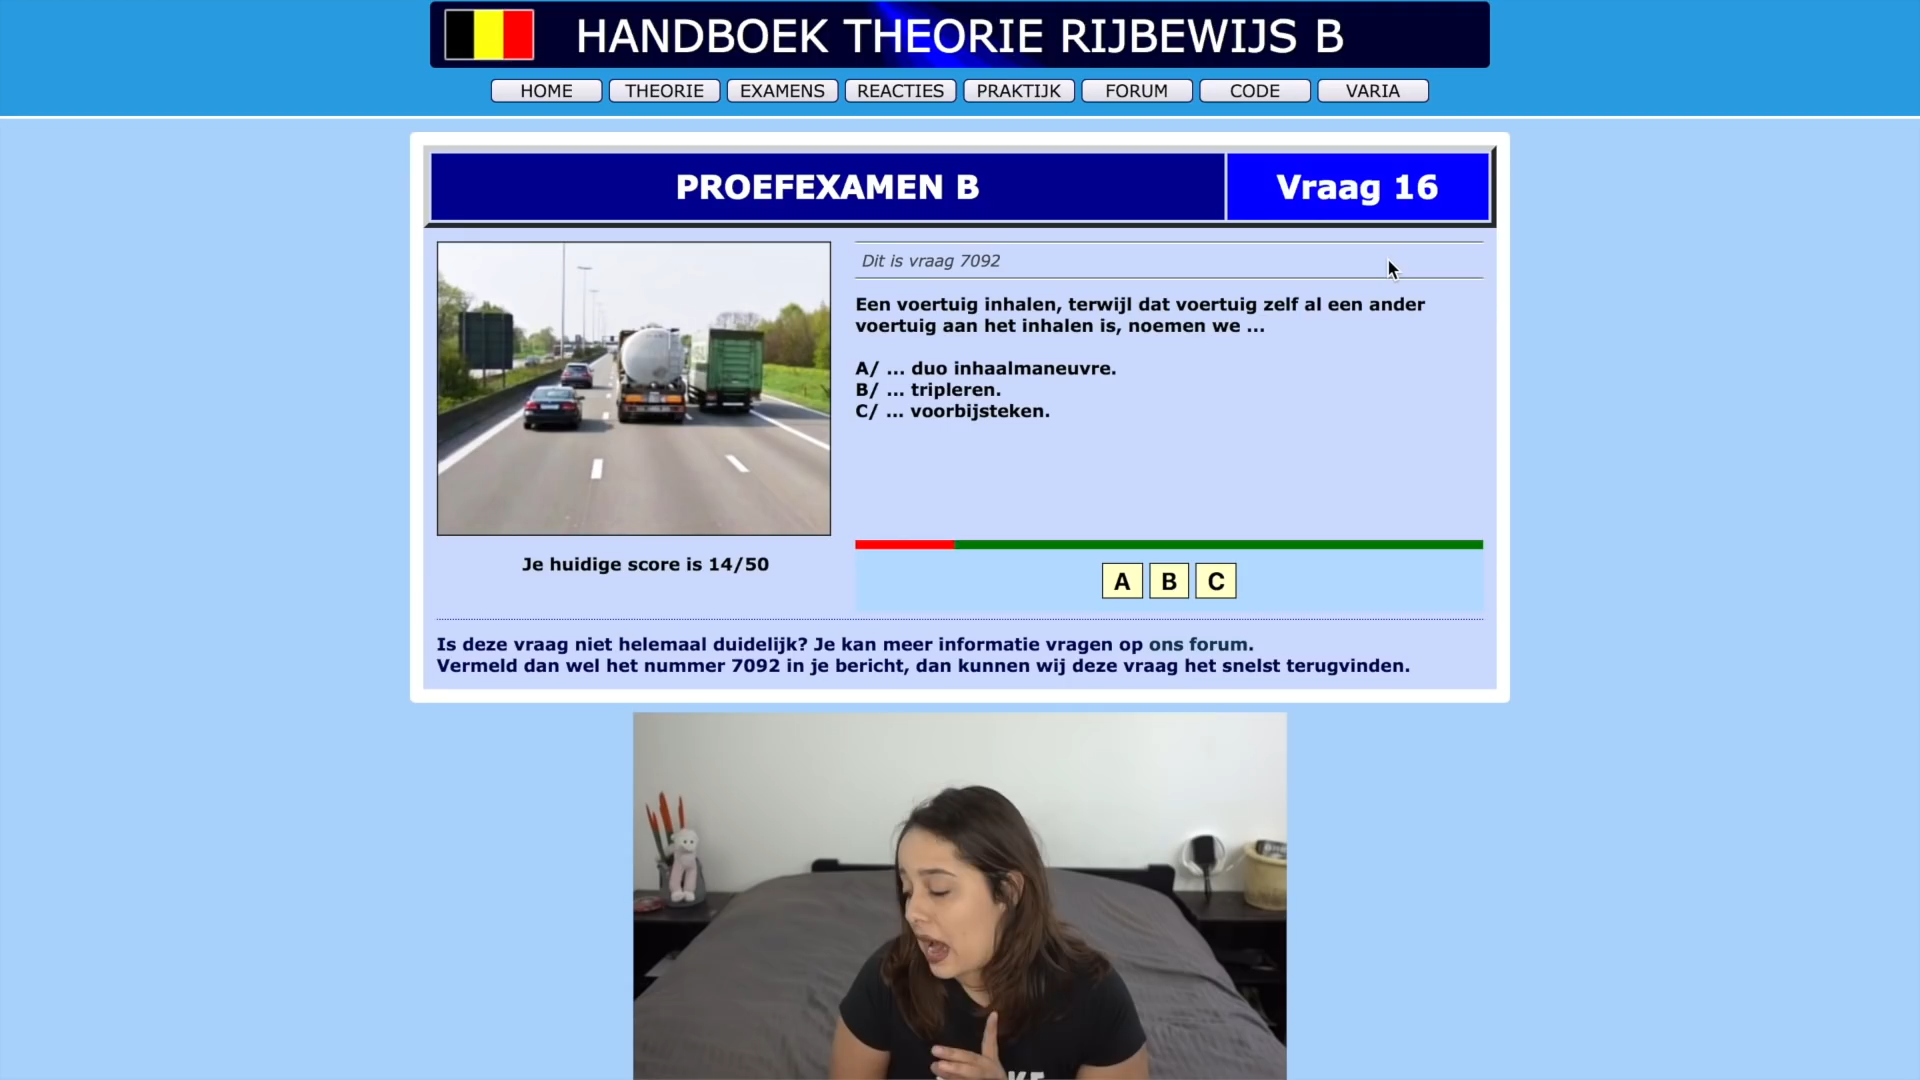 HANDBOEK THEORIE RIJBEWIJS B
HOME THEORIE EXAMENS REACTIES PRAKTIJK FORUM CODE VARIA
PROEFEXAMEN B Vraag 16
Dit is vraag 7092
Een voertuig inhalen, terwijl dat voertuig zelf al een ander
voertuig aan het inhalen is, noemen we ...
A/ ... duo inhaalmaneuvre.
B/ ... tripleren.
C/ ... voorbijsteken.
Je huidige score is 14/50
A B C
Is deze vraag niet helemaal duidelijk? Je kan meer informatie vragen op ons forum.
Vermeld dan wel het nummer 7092 in je bericht, dan kunnen wij deze vraag het snelst terugvinden.